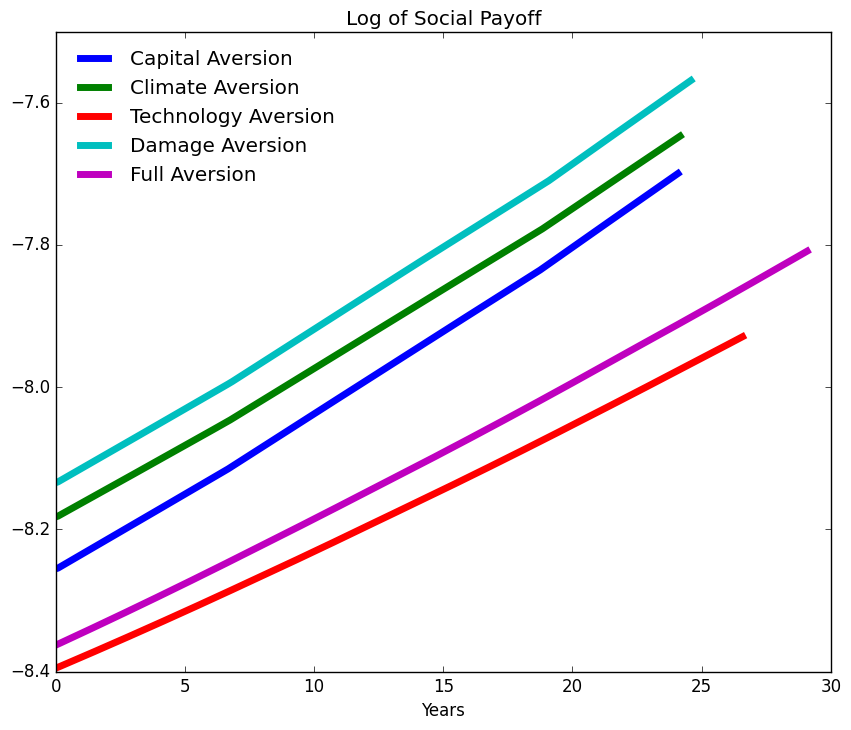 Log of Social Payoff
Capital Aversion
Climate Aversion
Technology Aversion
Damage Aversion
Full Aversion
−7.6
−7.8
−8.0
−8.2
−8.4
0 5 10 15 20 25 30
Years